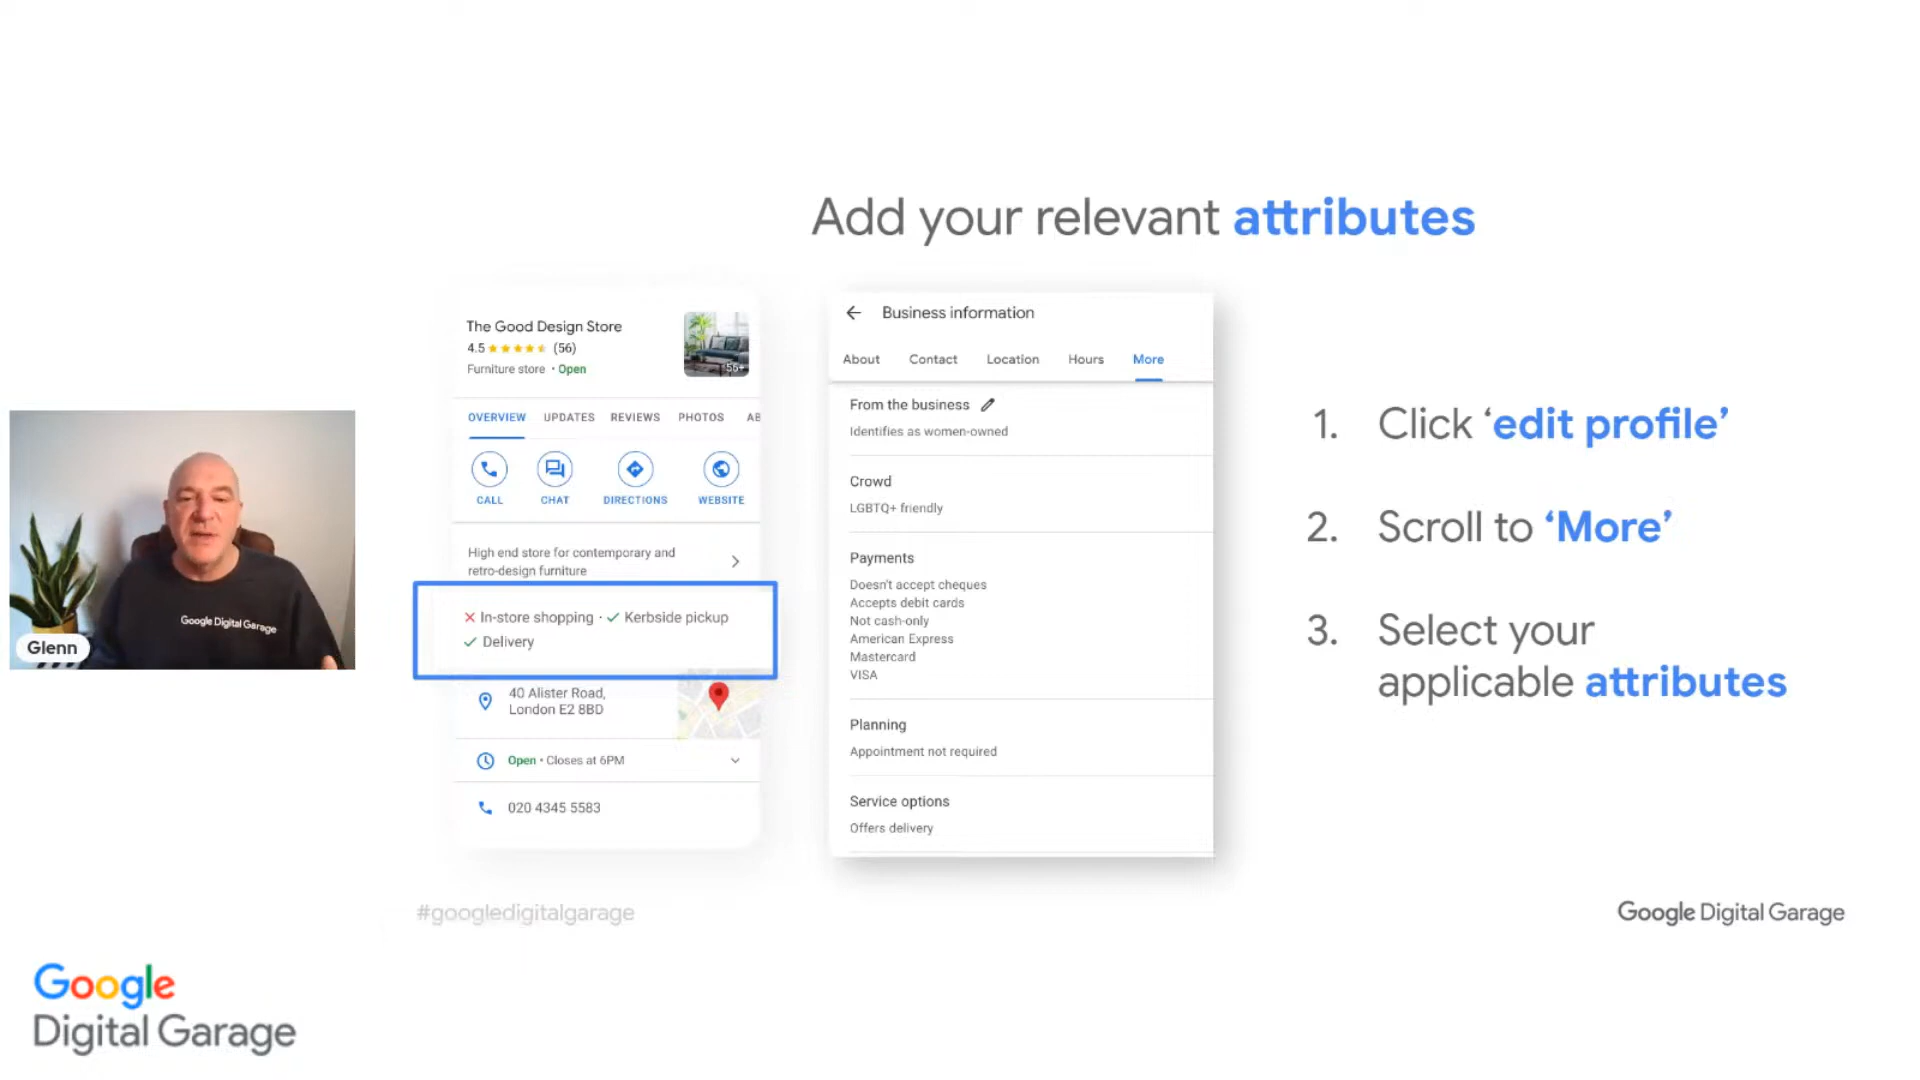 Add your relevant attributes
The Good Design Store
4.5 (56)
Furniture store · Open
56+
OVERVIEW UPDATES REVIEWS PHOTOS AB
CALL CHAT DIRECTIONS WEBSITE
High end store for contemporary and
retro-design furniture
In-store shopping · Kerbside pickup
Delivery
40 Alister Road,
London E2 8BD
Open · Closes at 6PM
020 4345 5583
Business information
About Contact Location Hours More
From the business
Identifies as women-owned
Crowd
LGBTQ+ friendly
Payments
Doesn't accept cheques
Accepts debit cards
Not cash-only
American Express
Mastercard
VISA
Planning
Appointment not required
Service options
Offers delivery
1. Click ‘edit profile’
2. Scroll to ‘More’
3. Select your
applicable attributes
Google Digital Garage
Glenn
#googledigitalgarage
Google Digital Garage
Google
Digital Garage